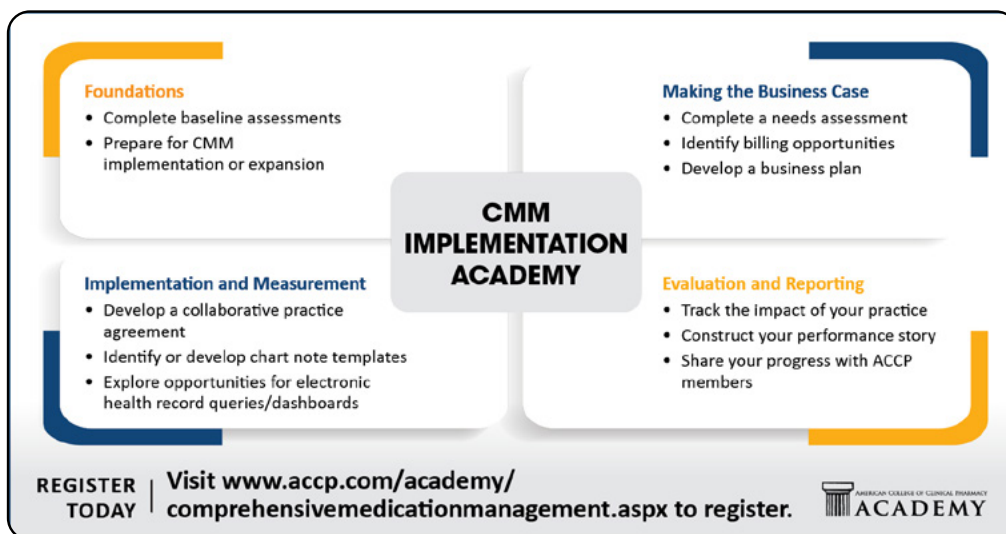 Foundations
• Complete baseline assessments
• Prepare for CMM
implementation or expansion
Making the Business Case
• Complete a needs assessment
• Identify billing opportunities
• Develop a business plan
CMM
IMPLEMENTATION
ACADEMY
Implementation and Measurement
• Develop a collaborative practice
agreement
• Identify or develop chart note templates
• Explore opportunities for electronic
health record queries/dashboards
Evaluation and Reporting
• Track the impact of your practice
• Construct your performance story
• Share your progress with ACCP
members
REGISTER
TODAY
Visit www.accp.com/academy/
comprehensivemedicationmanagement.aspx to register.
AMERICAN COLLEGE OF CLINICAL PHARMACY
ACADEMY